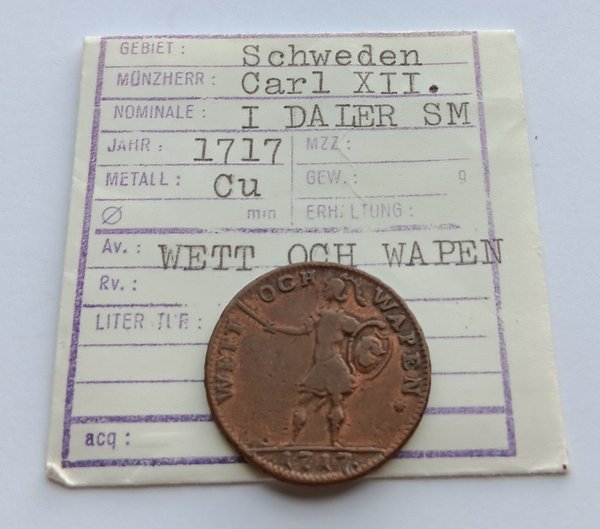 GEBIET : Schweden
MÜNZHERR : Carl XII.
NOMINALE : I DALER SM
JAHR : 1717 MZZ :
METALL : Cu GEW. : g
Ø mm ERHALTUNG :
Av. : WETT OCH WAPEN
Rv. :
LITERATUR :
acq :
WETT OCH WAPEN
1717.